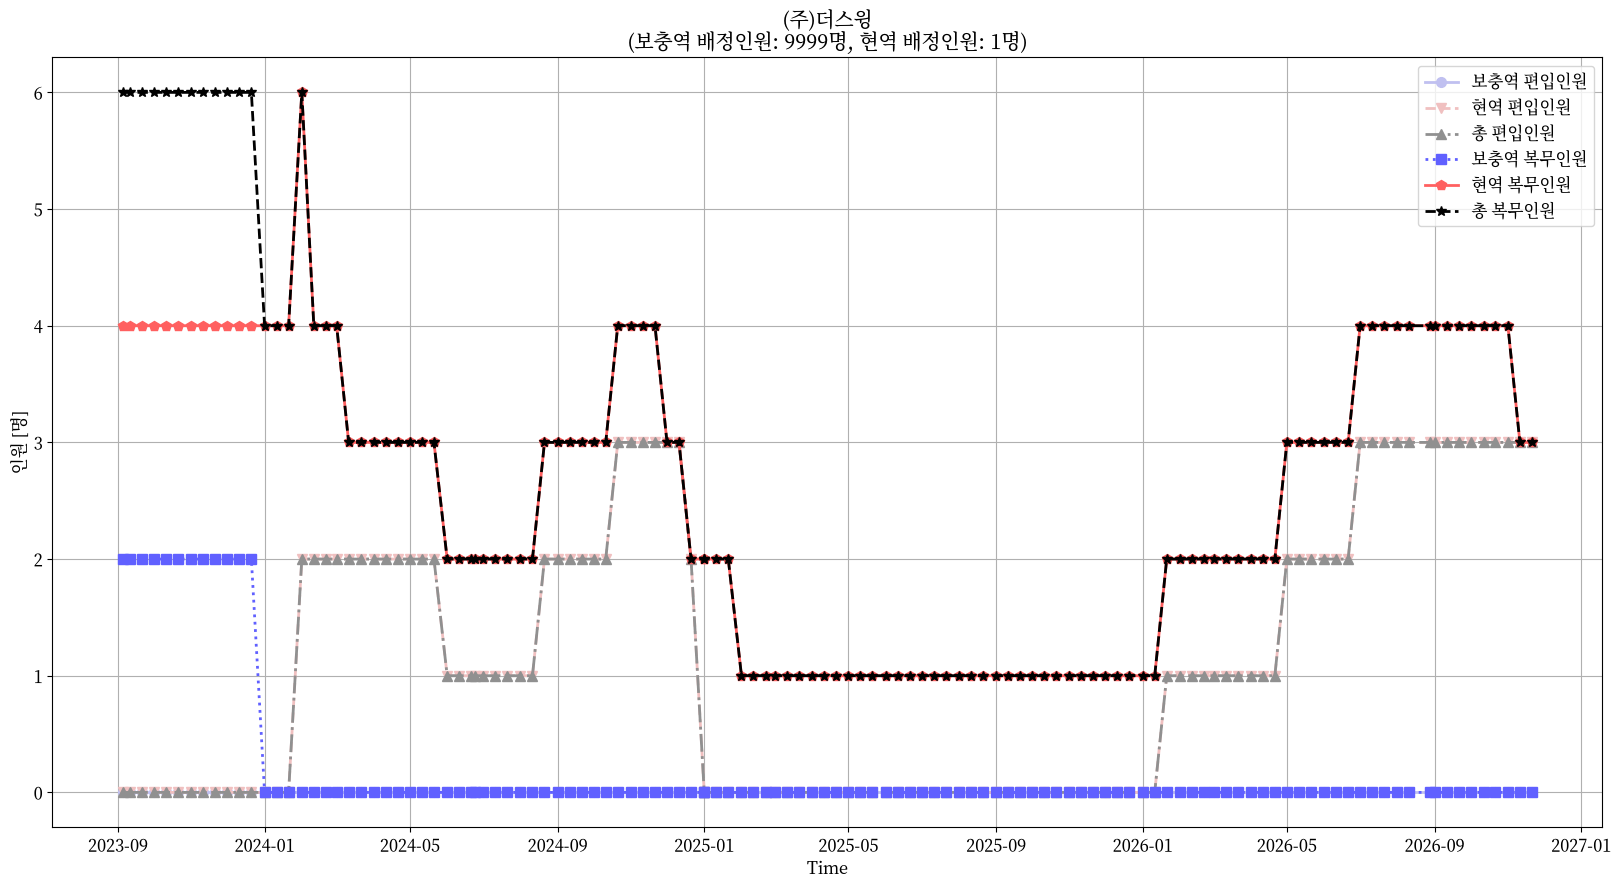 (주)더스윙
(보충역 배정인원: 9999명, 현역 배정인원: 1명)
보충역 편입인원
현역 편입인원
총 편입인원
보충역 복무인원
현역 복무인원
총 복무인원
인원 [명]
6
5
4
3
2
1
0
2023-09
2024-01
2024-05
2024-09
2025-01
2025-05
2025-09
2026-01
2026-05
2026-09
2027-01
Time